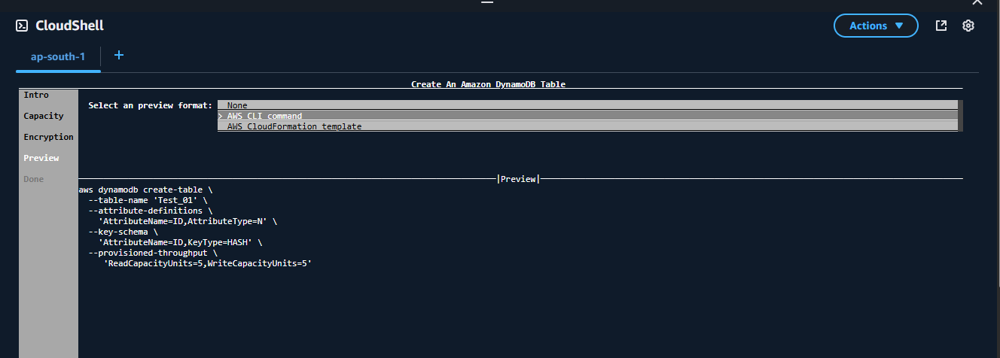 CloudShell
Actions ▼
ap-south-1 +
Create An Amazon DynamoDB Table
Intro
Select an preview format: None
Capacity > AWS CLI command
AWS CloudFormation template
Encryption
Preview
Done |Preview|
aws dynamodb create-table \
--table-name 'Test_01' \
--attribute-definitions \
'AttributeName=ID,AttributeType=N' \
--key-schema \
'AttributeName=ID,KeyType=HASH' \
--provisioned-throughput \
'ReadCapacityUnits=5,WriteCapacityUnits=5'